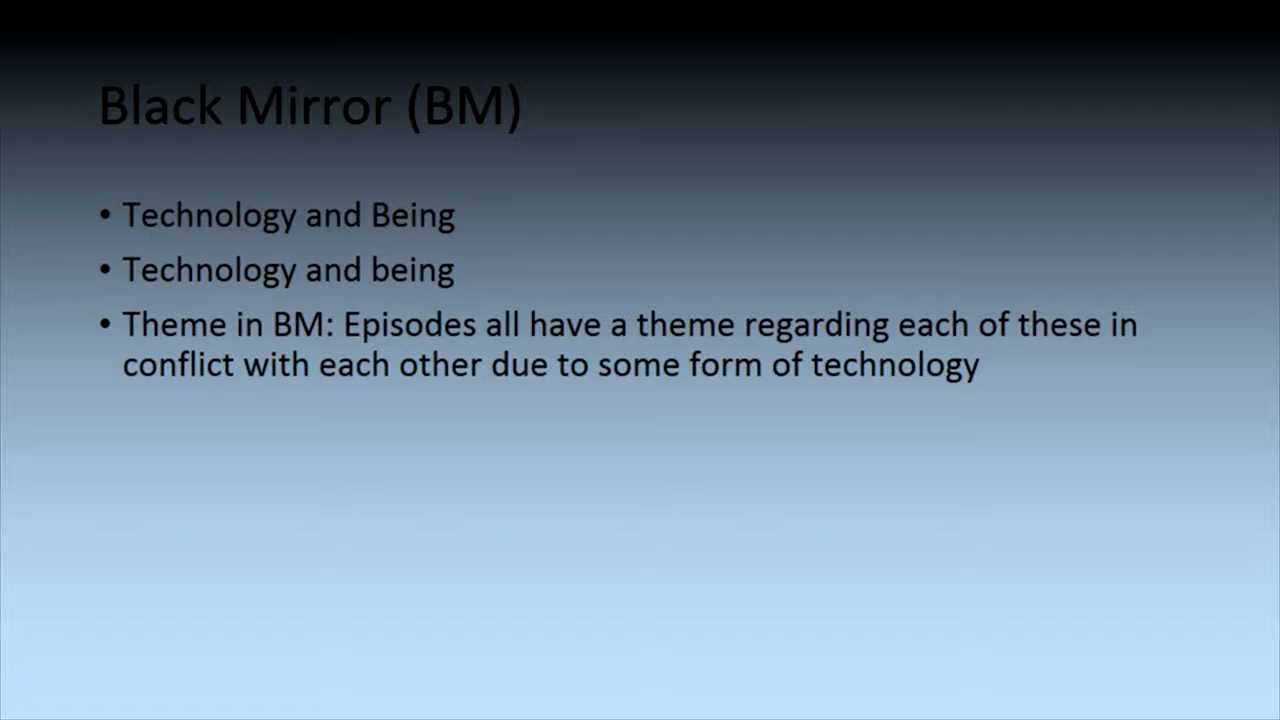 Black Mirror (BM)
• Technology and Being
• Technology and being
• Theme in BM: Episodes all have a theme regarding each of these in
conflict with each other due to some form of technology